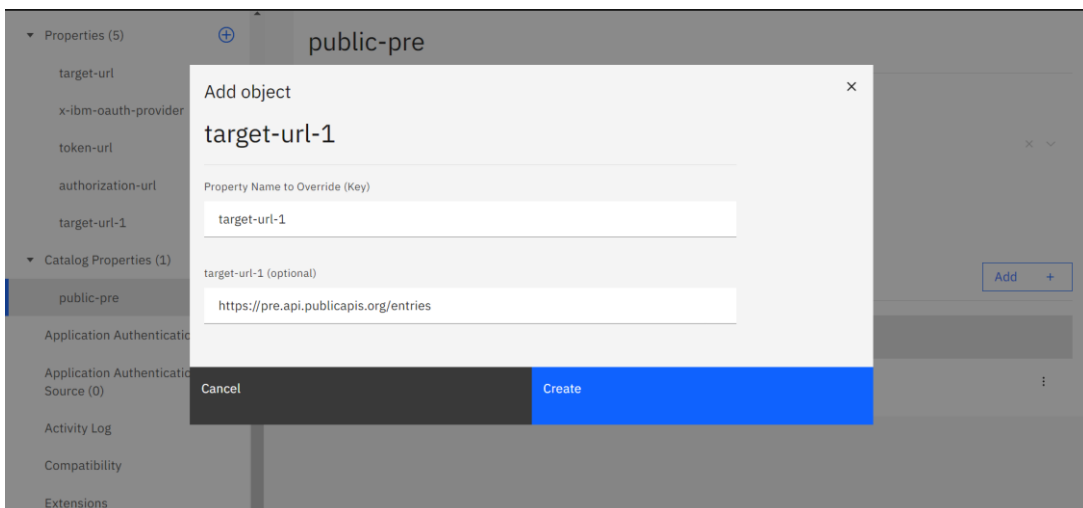 Properties (5)
target-url
x-ibm-oauth-provider
token-url
authorization-url
target-url-1
Catalog Properties (1)
public-pre
Application Authenticatic
Application Authenticatic
Source (0)
Activity Log
Compatibility
Extensions
public-pre
Add +
Add object
target-url-1
Property Name to Override (Key)
target-url-1
target-url-1 (optional)
https://pre.api.publicapis.org/entries
Cancel
Create